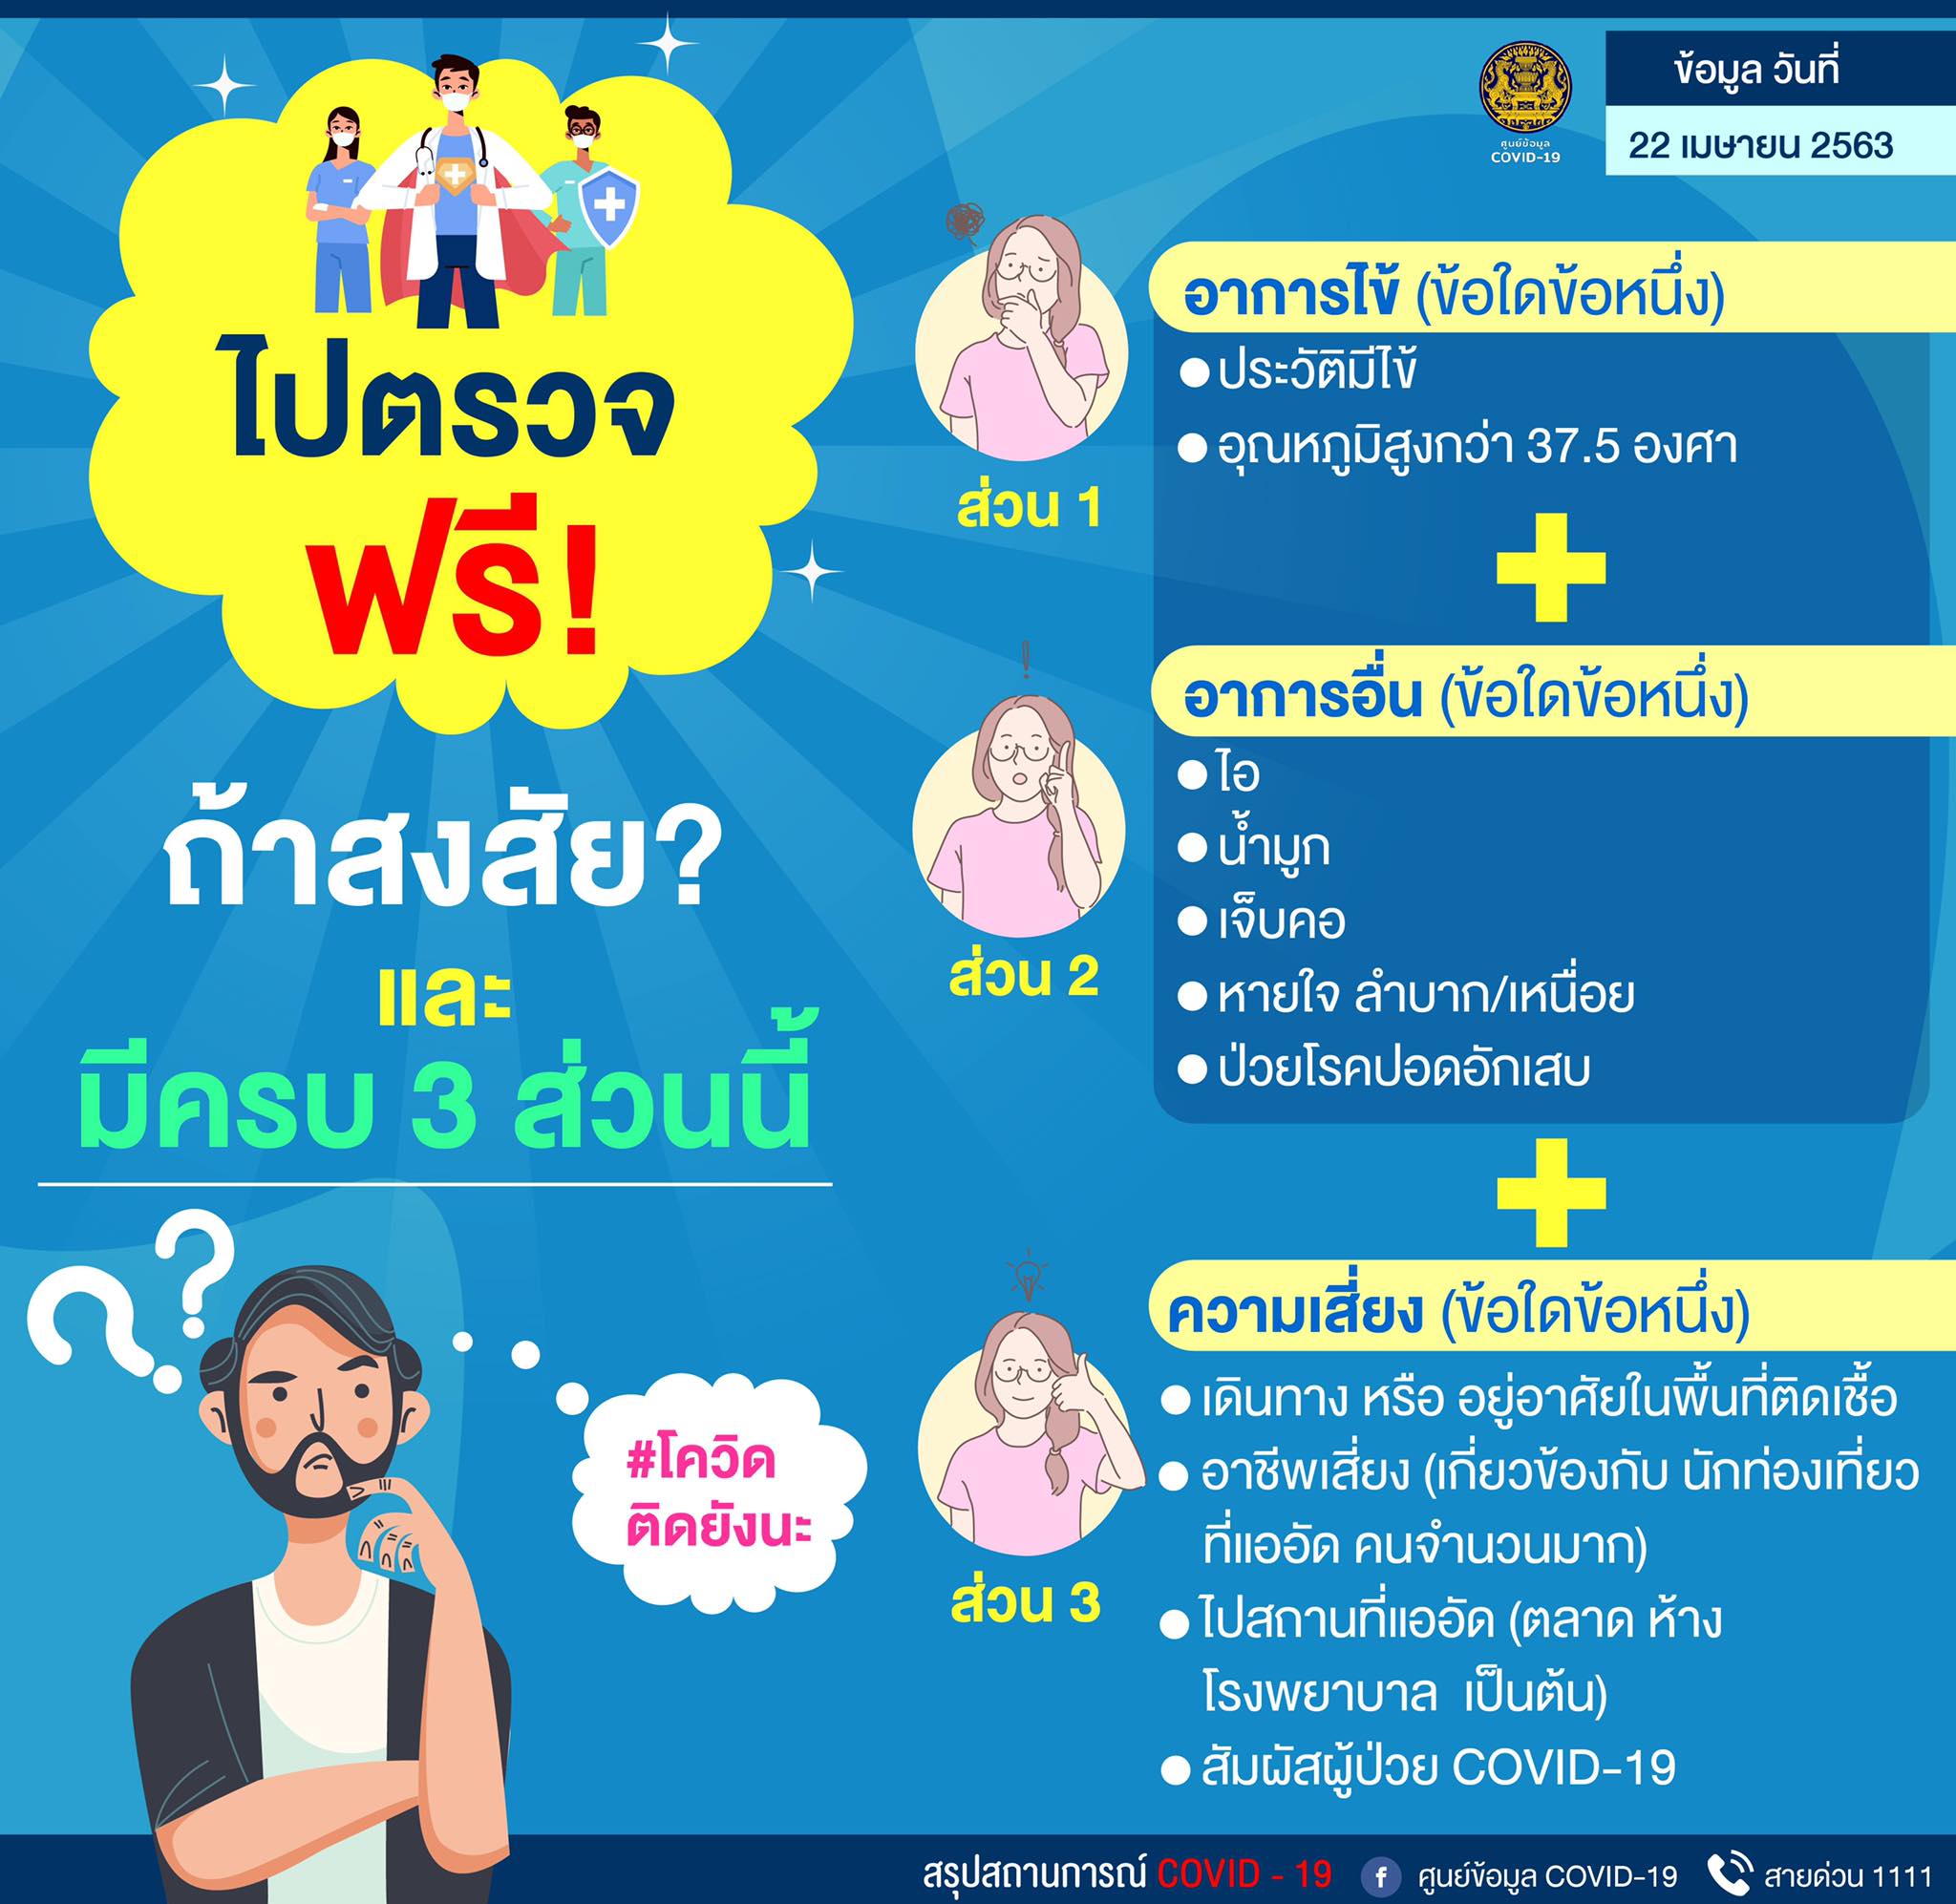 ศูนย์ข้อมูล
COVID-19
ข้อมูล วันที่
22 เมษายน 2563
ไปตรวจ
ฟรี!
ถ้าสงสัย?
และ
มีครบ 3 ส่วนนี้
#โควิด
ติดยังนะ
ส่วน 1
อาการไข้ (ข้อใดข้อหนึ่ง)
● ประวัติมีไข้
● อุณหภูมิสูงกว่า 37.5 องศา
ส่วน 2
อาการอื่น (ข้อใดข้อหนึ่ง)
● ไอ
● น้ำมูก
● เจ็บคอ
● หายใจ ลำบาก/เหนื่อย
● ป่วยโรคปอดอักเสบ
ส่วน 3
ความเสี่ยง (ข้อใดข้อหนึ่ง)
● เดินทาง หรือ อยู่อาศัยในพื้นที่ติดเชื้อ
● อาชีพเสี่ยง (เกี่ยวข้องกับ นักท่องเที่ยว
ที่แออัด คนจำนวนมาก)
● ไปสถานที่แออัด (ตลาด ห้าง
โรงพยาบาล เป็นต้น)
● สัมผัสผู้ป่วย COVID-19
สรุปสถานการณ์ COVID - 19 ศูนย์ข้อมูล COVID-19 สายด่วน 1111